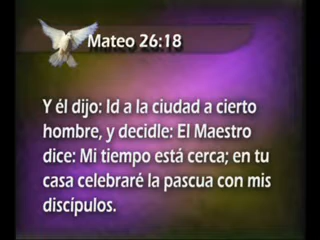 Mateo 26:18
Y él dijo: Id a la ciudad a cierto
hombre, y decidle: El Maestro
dice: Mi tiempo está cerca; en tu
casa celebraré la pascua con mis
discípulos.